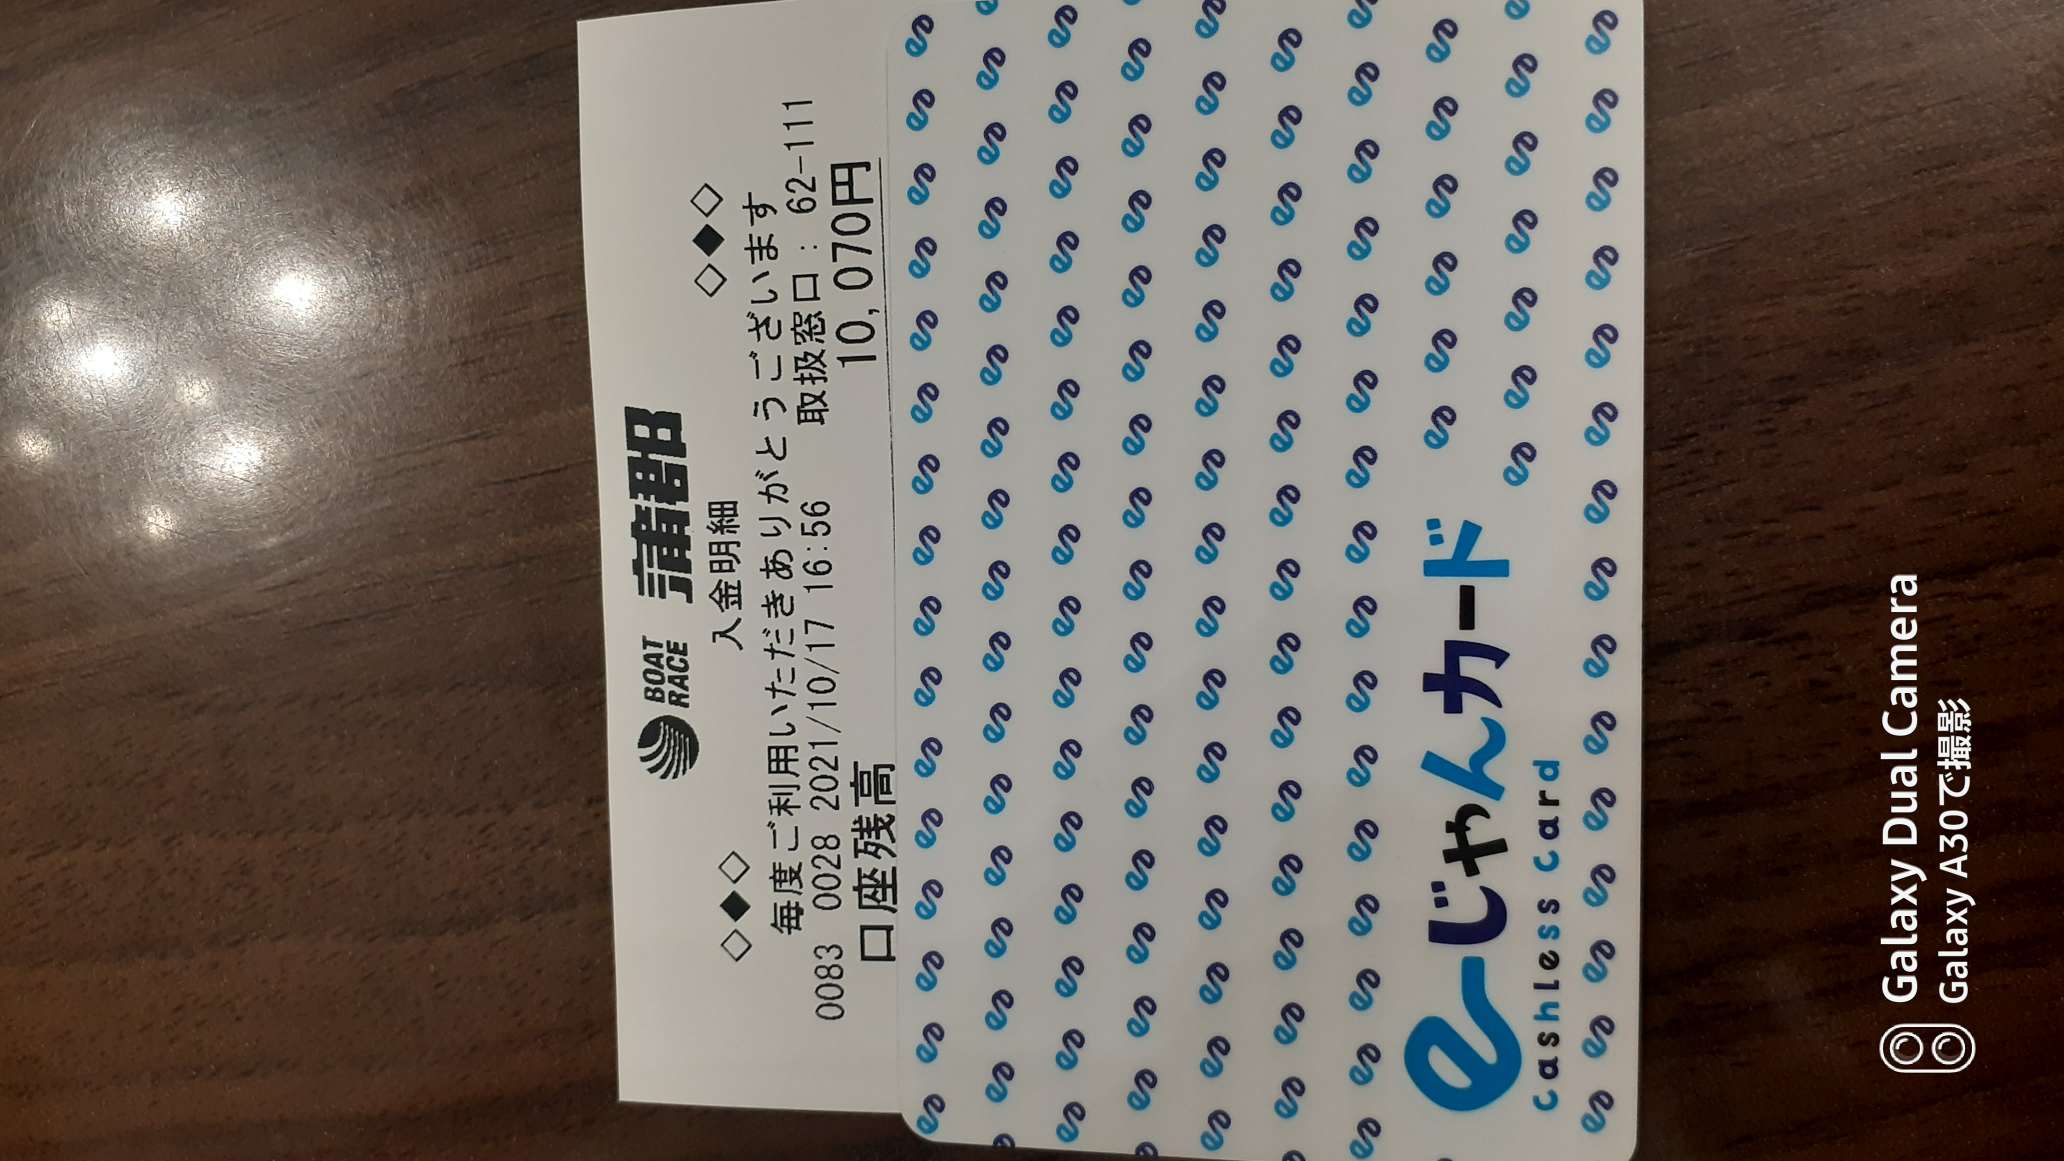 BOAT RACE 蒲郡
入金明細
◇◆◇ ◇◆◇
毎度ご利用いただきありがとうございます
0083 0028 2021/10/17 16:56 取扱窓口: 62-111
口座残高 10,070円
eじゃんカード
cashless card
Galaxy Dual Camera
Galaxy A30で撮影